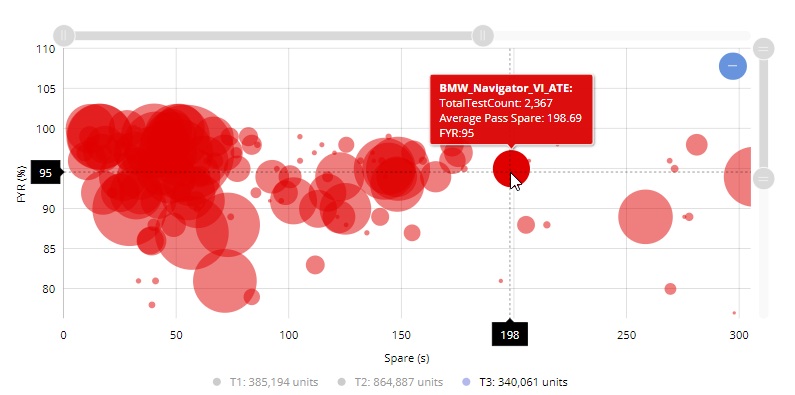 110
105
100
95
90
85
80
FYR (%)
BMW_Navigator_VI_ATE:
TotalTestCount: 2,367
Average Pass Spare: 198.69
FYR:95
0 50 100 150 198 250 300
Spare (s)
T1: 385,194 units T2: 864,887 units T3: 340,061 units